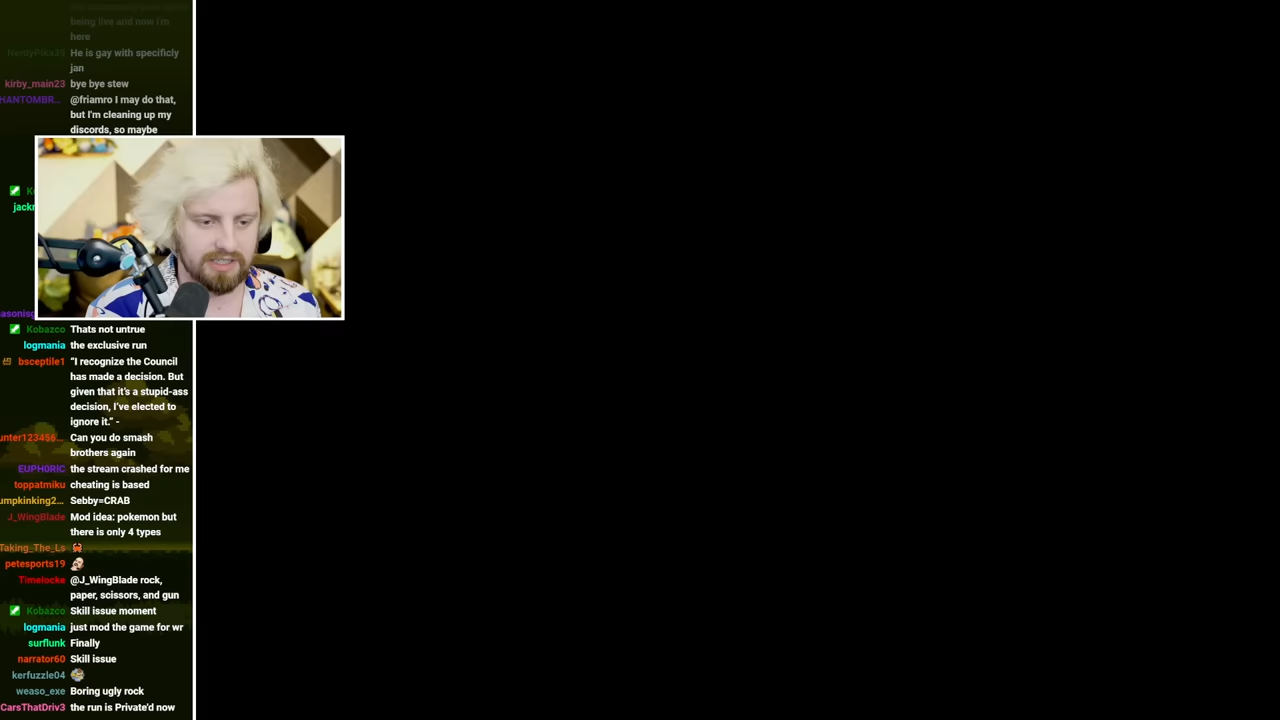 being live and now i'm
here
NerdyPika39 He is gay with specificly
jan
kirby_main23 bye bye stew
HANTOMBR... @friamro I may do that,
but I'm cleaning up my
discords, so maybe
Kobazco Thats not untrue
logmania the exclusive run
bsceptile1 “I recognize the Council
has made a decision. But
given that it's a stupid-ass
decision, I've elected to
ignore it.” -
unter123456... Can you do smash
brothers again
EUPH0RIC the stream crashed for me
toppatmiku cheating is based
umpkinking2... Sebby=CRAB
J_WingBlade Mod idea: pokemon but
there is only 4 types
Taking_The_Ls
petesports19
Timelocke @J_WingBlade rock,
paper, scissors, and gun
Kobazco Skill issue moment
logmania just mod the game for wr
surflunk Finally
narrator60 Skill issue
kerfuzzle04
weaso_exe Boring ugly rock
CarsThatDriv3 the run is Private'd now